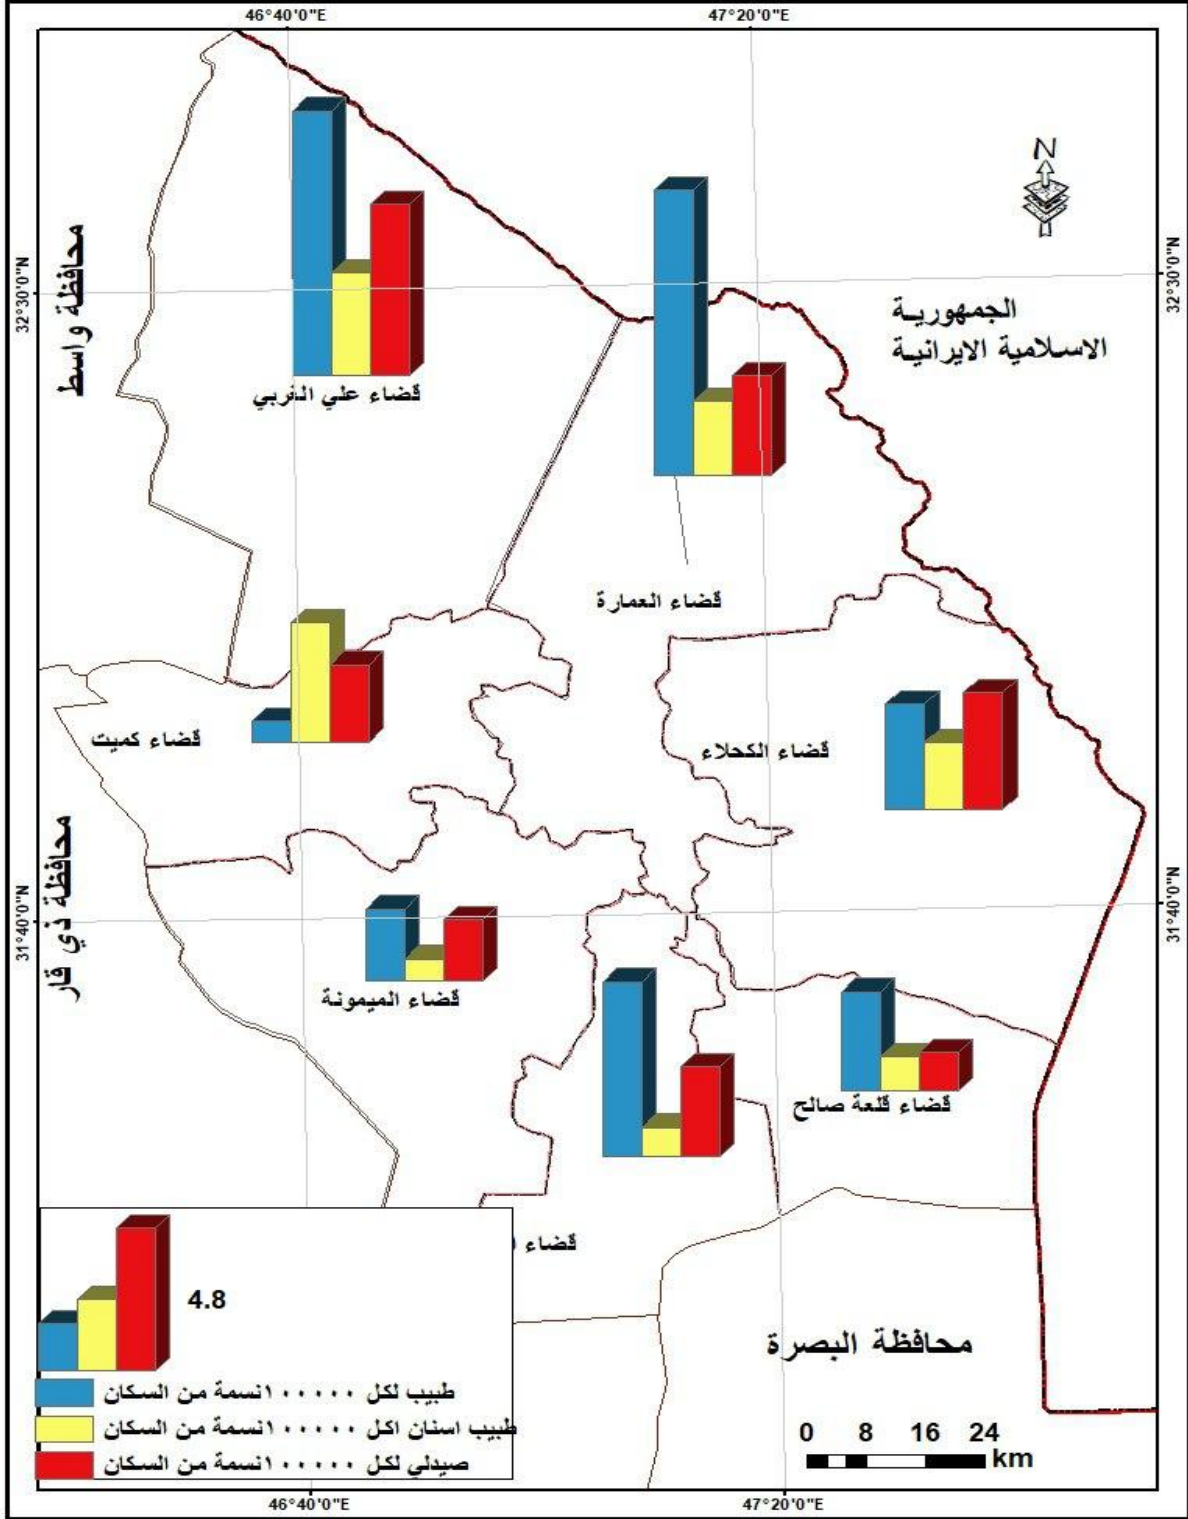 46°40'0"E
47°20'0"E
N
32°30'0"N
32°30'0"N
محافظة واسط
الجمهورية
الاسلامية الايرانية
قضاء علي الغربي
قضاء العمارة
قضاء كميت
قضاء الكحلاء
محافظة ذي قار
31°40'0"N
31°40'0"N
قضاء الميمونة
قضاء قلعة صالح
قضاء
4.8
محافظة البصرة
طبيب لكل ١٠٠٠٠٠نسمة من السكان
طبيب اسنان اكل ١٠٠٠٠٠نسمة من السكان
صيدلي لكل ١٠٠٠٠٠نسمة من السكان
0 8 16 24
km
46°40'0"E
47°20'0"E